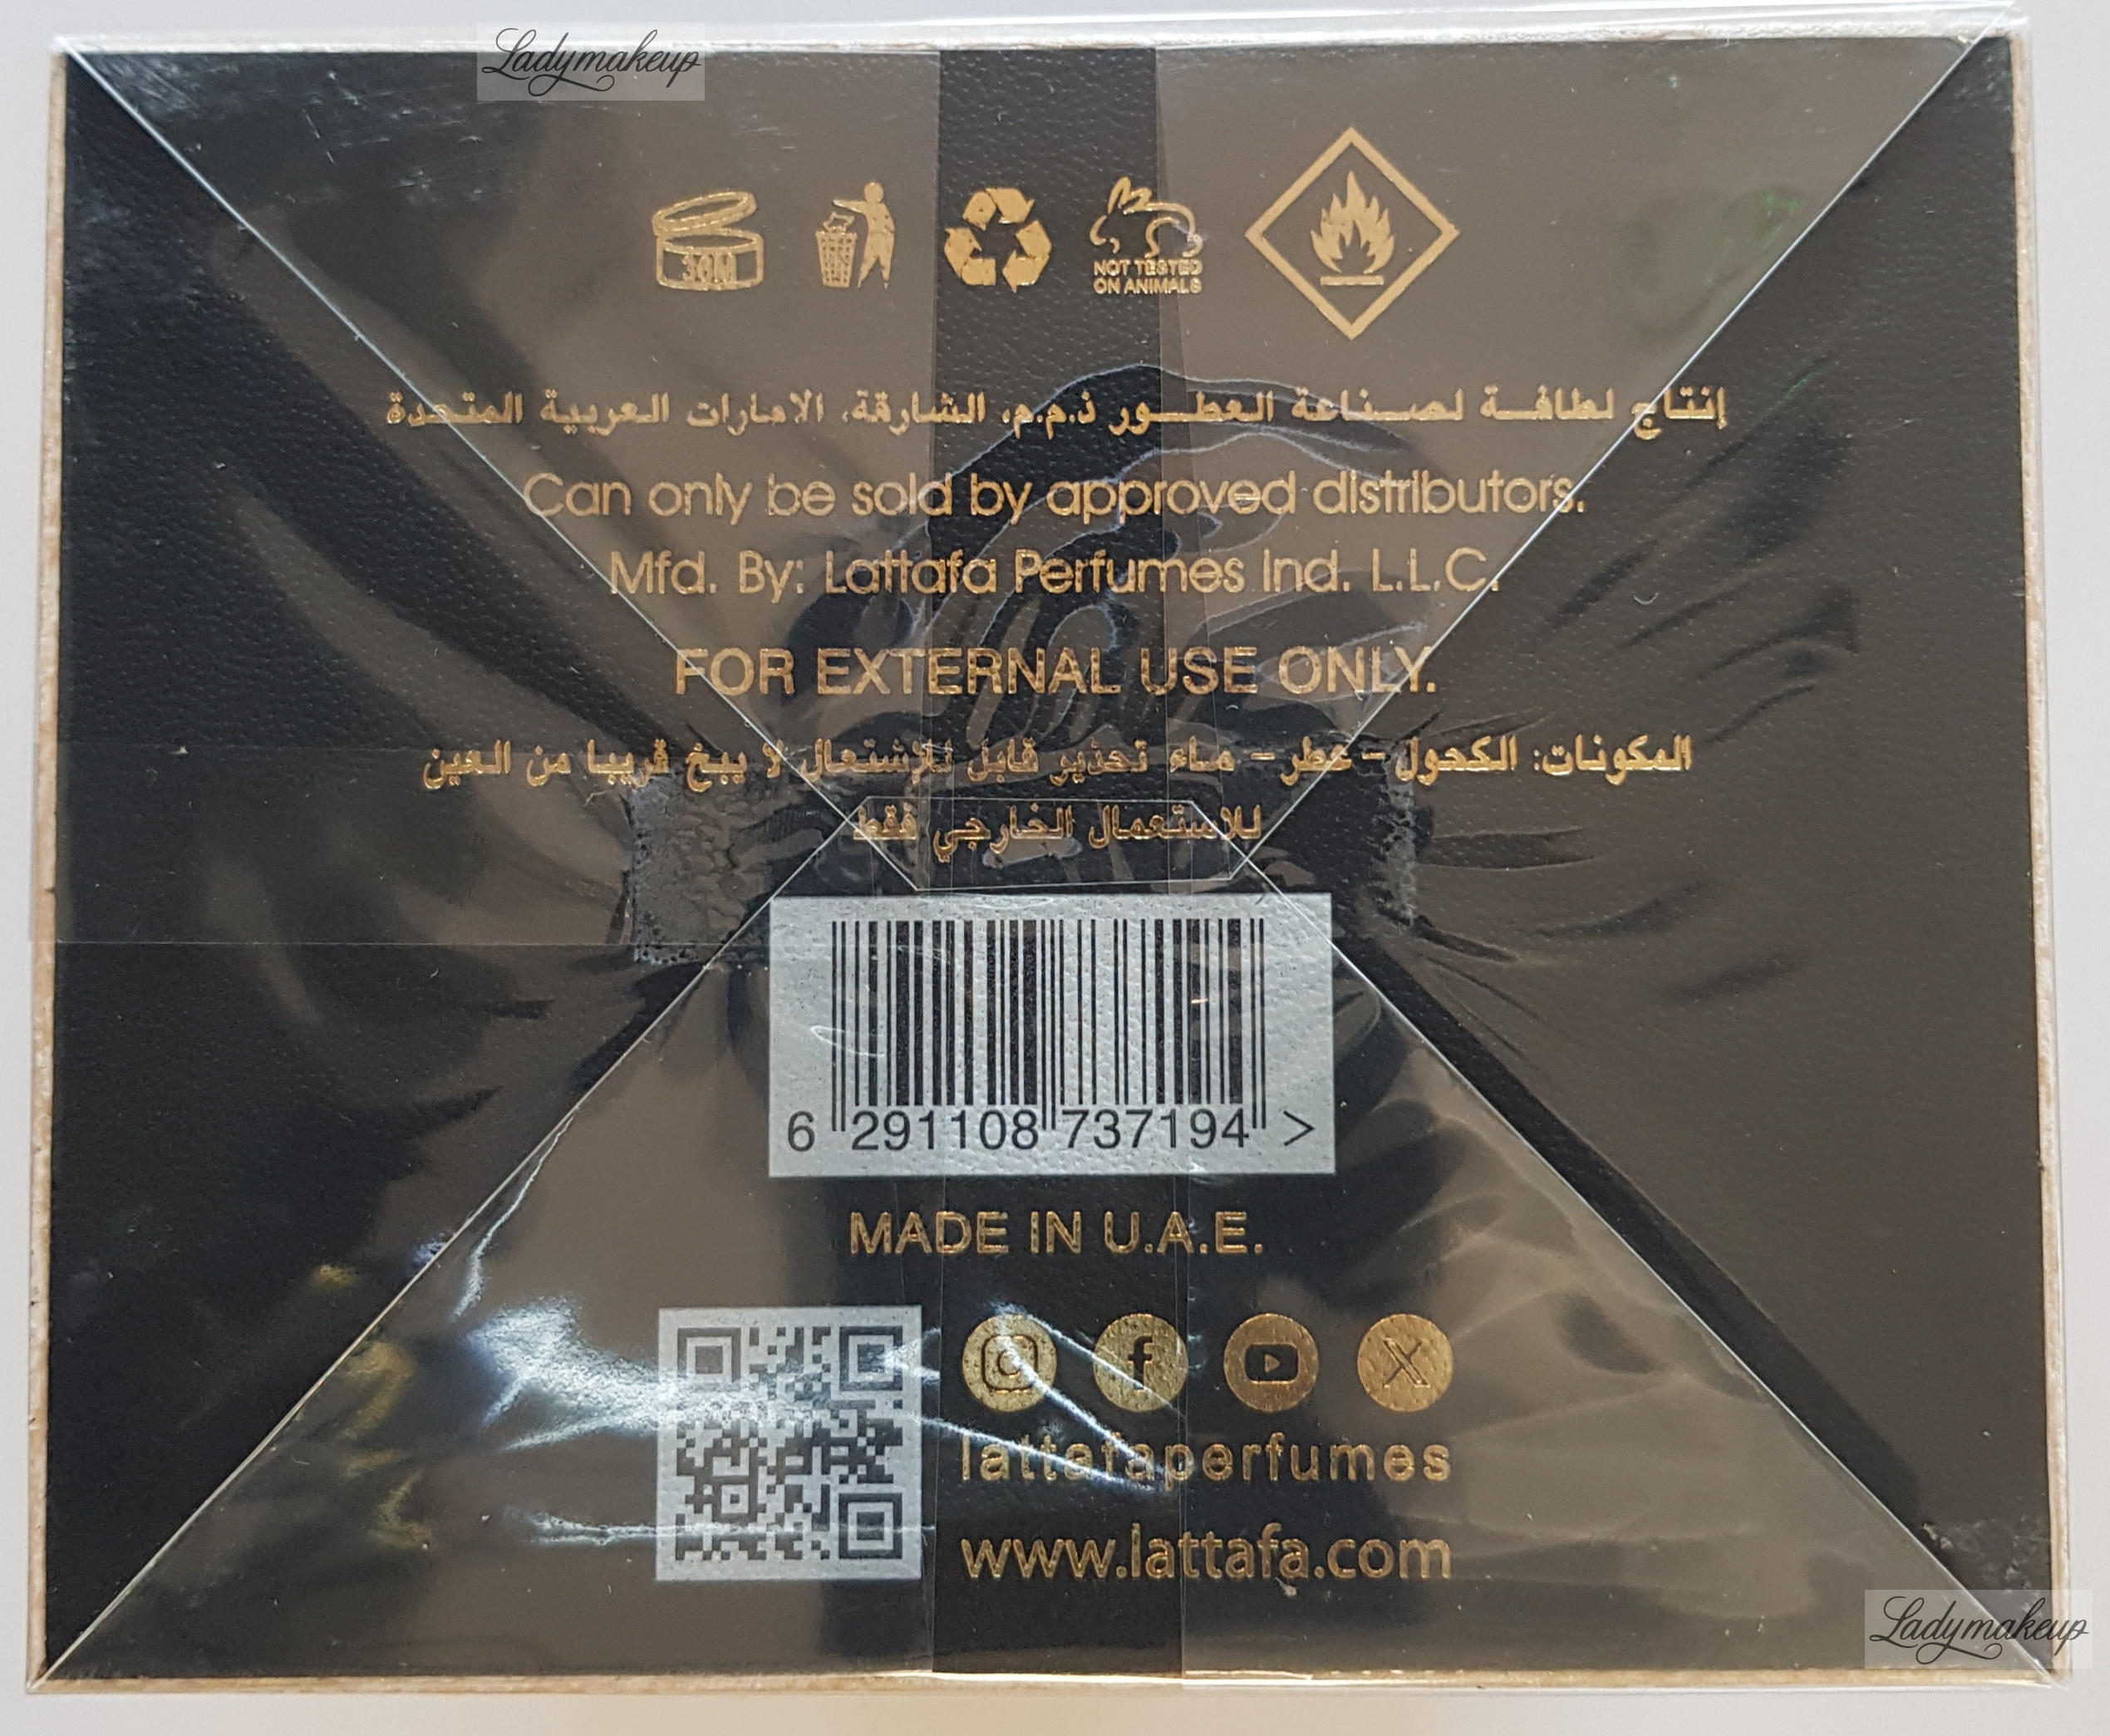 Ladymakeup
36M
NOT TESTED
ON ANIMALS
إنتاج لطافة لصناعة العطور ذ.م.م، الشارقة، الامارات العربية المتحدة
Can only be sold by approved distributors.
Mfd. By: Lattafa Perfumes Ind. L.L.C.
FOR EXTERNAL USE ONLY.
المكونات: الكحول - عطر - ماء تحذير قابل للإشتعال لا يبخ قريبا من العين
للاستعمال الخارجي فقط
6 291108 737194 >
MADE IN U.A.E.
lattafaperfumes
www.lattafa.com
Ladymakeup